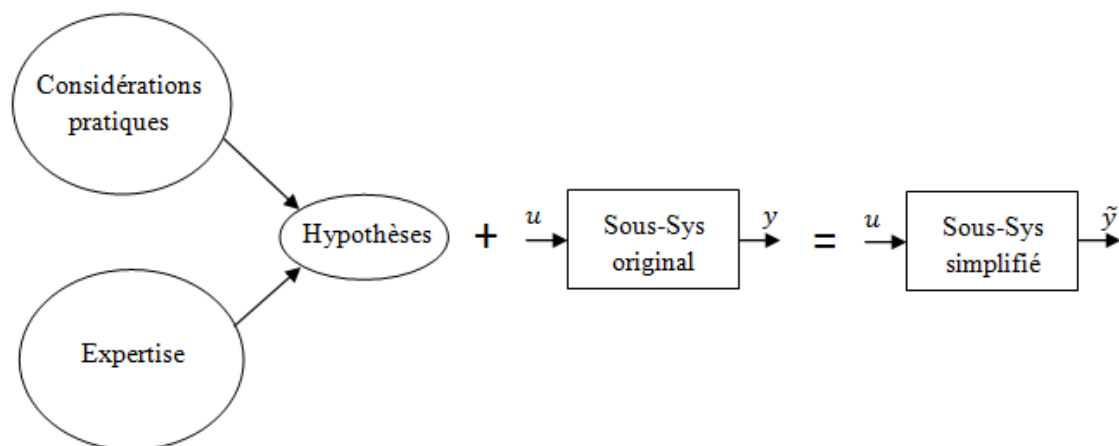 Considérations
pratiques
Expertise
Hypothèses
+
u
Sous-Sys
original
y
=
u
Sous-Sys
simplifié
ỹ